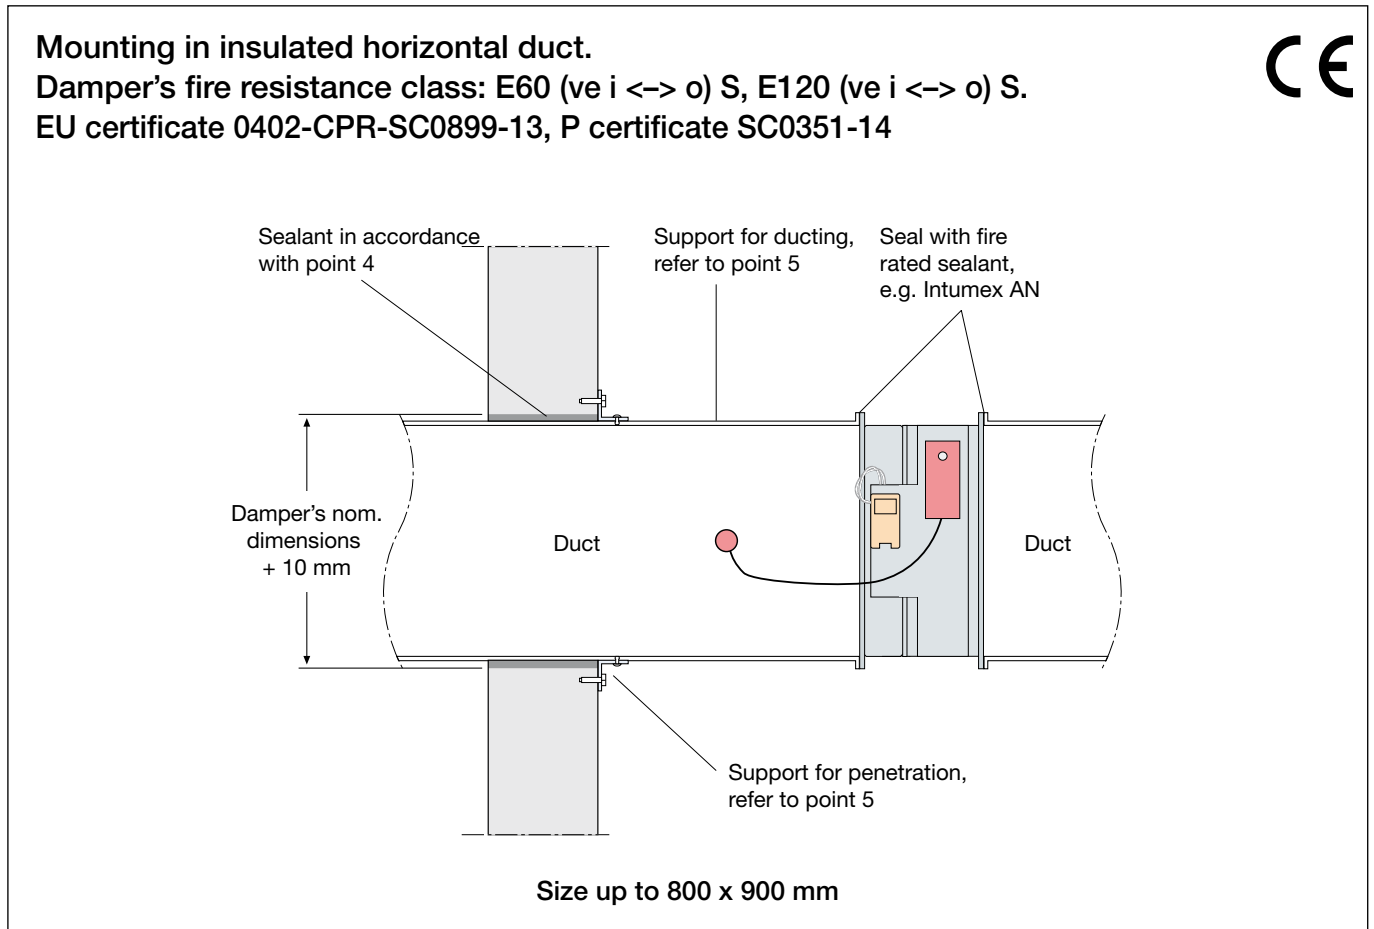 Mounting in insulated horizontal duct.
Damper’s fire resistance class: E60 (ve i <–> o) S, E120 (ve i <–> o) S.
EU certificate 0402-CPR-SC0899-13, P certificate SC0351-14
CE
Sealant in accordance
with point 4
Support for ducting,
refer to point 5
Seal with fire
rated sealant,
e.g. Intumex AN
Damper’s nom.
dimensions
+ 10 mm
Duct
Duct
Support for penetration,
refer to point 5
Size up to 800 x 900 mm